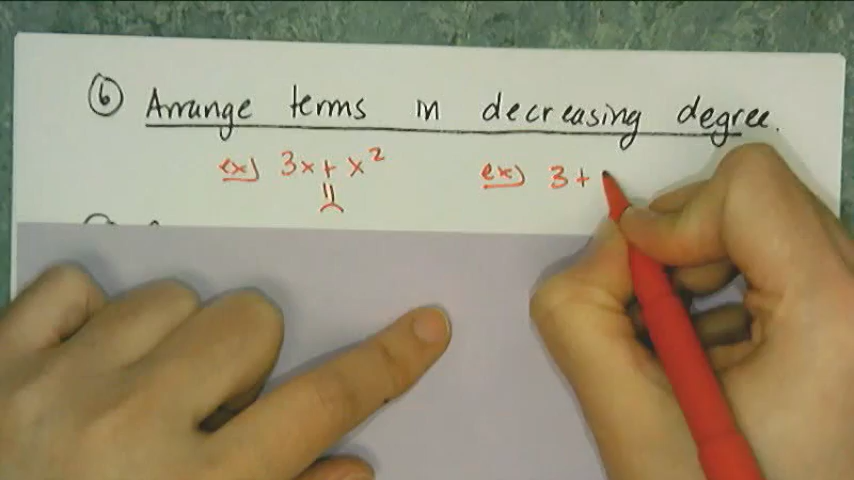 ⑥ Arrange terms in decreasing degree.
ex) 3x + x² ex) 3 +